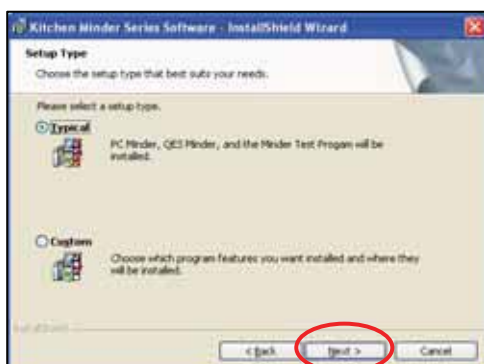 Kitchen Minder Series Software - InstallShield Wizard
Setup Type
Choose the setup type that best suits your needs.
Please select a setup type.
Typical
PC Minder, QES Minder, and the Minder Test Progam will be
installed.
Custom
Choose which program features you want installed and where they
will be installed.
InstallShield
< Back Next > Cancel